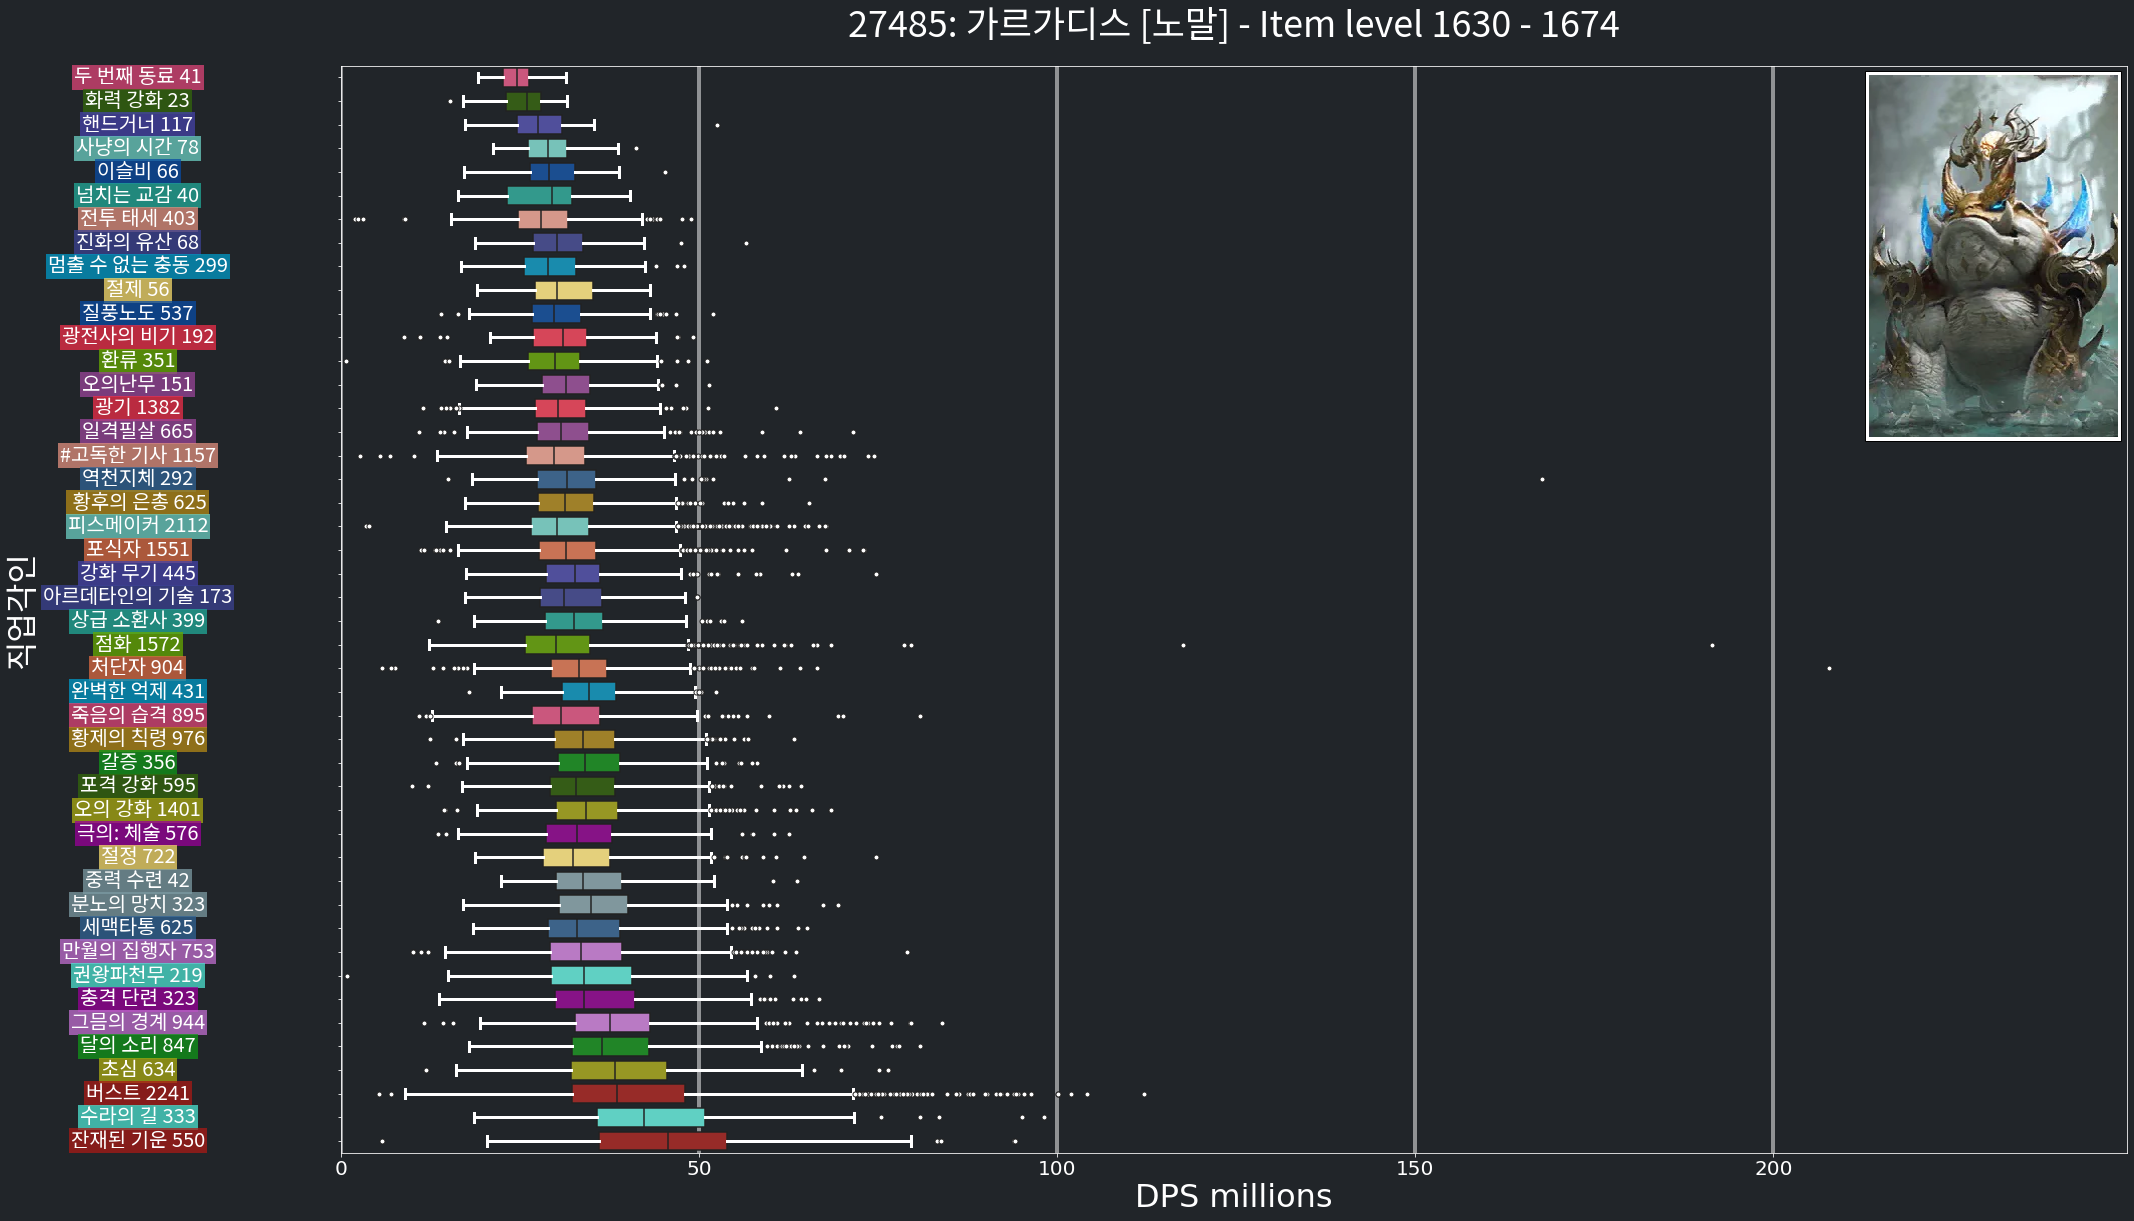 27485: 가르가디스 [노말] - Item level 1630 - 1674
두 번째 동료 41
화력 강화 23
핸드거너 117
사냥의 시간 78
이슬비 66
넘치는 교감 40
전투 태세 403
진화의 유산 68
멈출 수 없는 충동 299
절제 56
질풍노도 537
광전사의 비기 192
환류 351
오의난무 151
광기 1382
일격필살 665
#고독한 기사 1157
역천지체 292
황후의 은총 625
피스메이커 2112
포식자 1551
강화 무기 445
아르데타인의 기술 173
상급 소환사 399
점화 1572
처단자 904
완벽한 억제 431
죽음의 습격 895
황제의 칙령 976
갈증 356
포격 강화 595
오의 강화 1401
극의: 체술 576
절정 722
중력 수련 42
분노의 망치 323
세맥타통 625
만월의 집행자 753
권왕파천무 219
충격 단련 323
그믐의 경계 944
달의 소리 847
초심 634
버스트 2241
수라의 길 333
잔재된 기운 550
직업각인
0 50 100 150 200
DPS millions